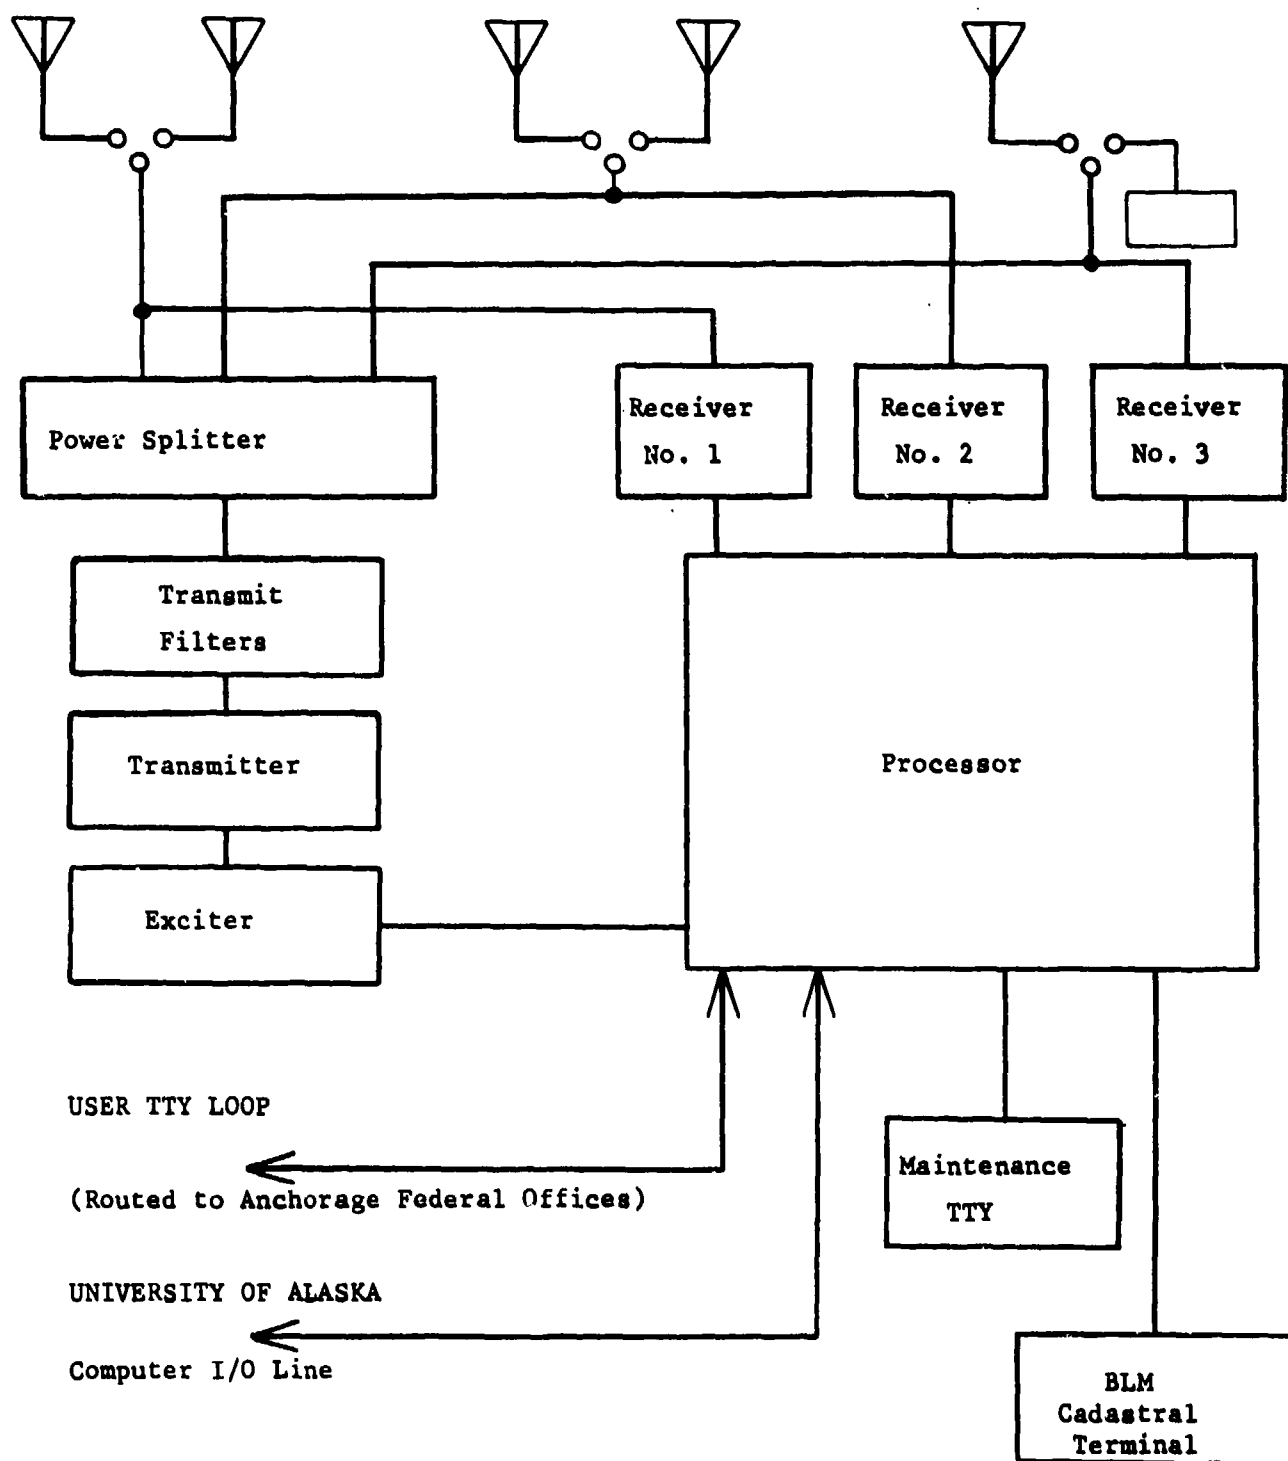 Power Splitter
Receiver
No. 1
Receiver
No. 2
Receiver
No. 3
Transmit
Filters
Transmitter
Processor
Exciter
USER TTY LOOP
(Routed to Anchorage Federal Offices)
Maintenance
TTY
UNIVERSITY OF ALASKA
Computer I/O Line
BLM
Cadastral
Terminal